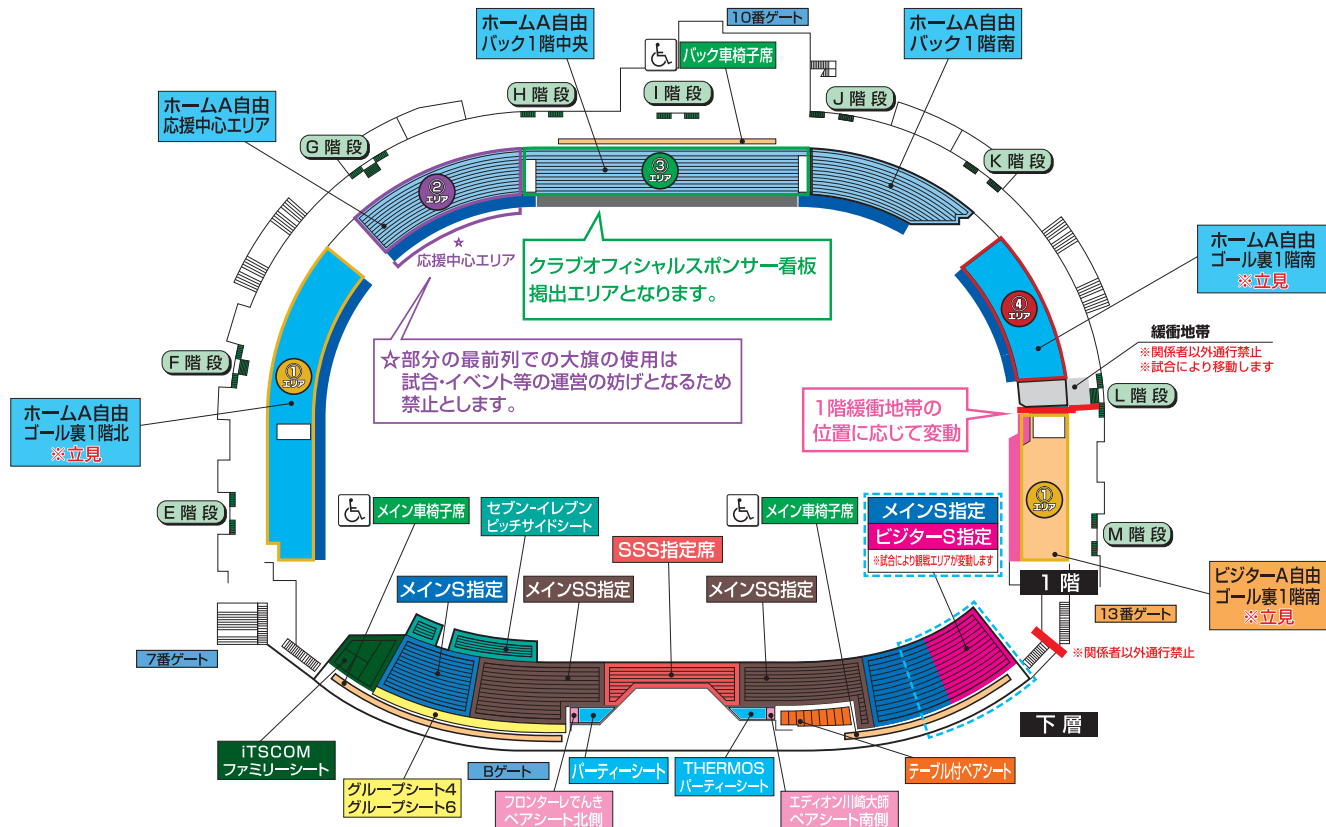 ホームA自由
バック1階中央
10番ゲート
ホームA自由
バック1階南
バック車椅子席
ホームA自由
応援中心エリア
H階段
I階段
J階段
G階段
K階段
②
エリア
③
エリア
☆
応援中心エリア
クラブオフィシャルスポンサー看板
掲出エリアとなります。
ホームA自由
ゴール裏1階南
※立見
④
エリア
緩衝地帯
※関係者以外通行禁止
※試合により移動します
F階段
①
エリア
☆部分の最前列での大旗の使用は
試合・イベント等の運営の妨げとなるため
禁止とします。
L階段
ホームA自由
ゴール裏1階北
※立見
1階緩衝地帯の
位置に応じて変動
E階段
メイン車椅子席
セブン-イレブン
ピッチサイドシート
メイン車椅子席
メインS指定
ビジターS指定
※試合により観戦エリアが変動します
①
エリア
M階段
SSS指定席
メインS指定
メインSS指定
メインSS指定
1階
ビジターA自由
ゴール裏1階南
※立見
13番ゲート
7番ゲート
※関係者以外通行禁止
下層
iTSCOM
ファミリーシート
グループシート4
グループシート6
Bゲート
パーティーシート
THERMOS
パーティーシート
テーブル付ペアシート
フロンターレでんき
ペアシート北側
エディオン川崎大師
ペアシート南側